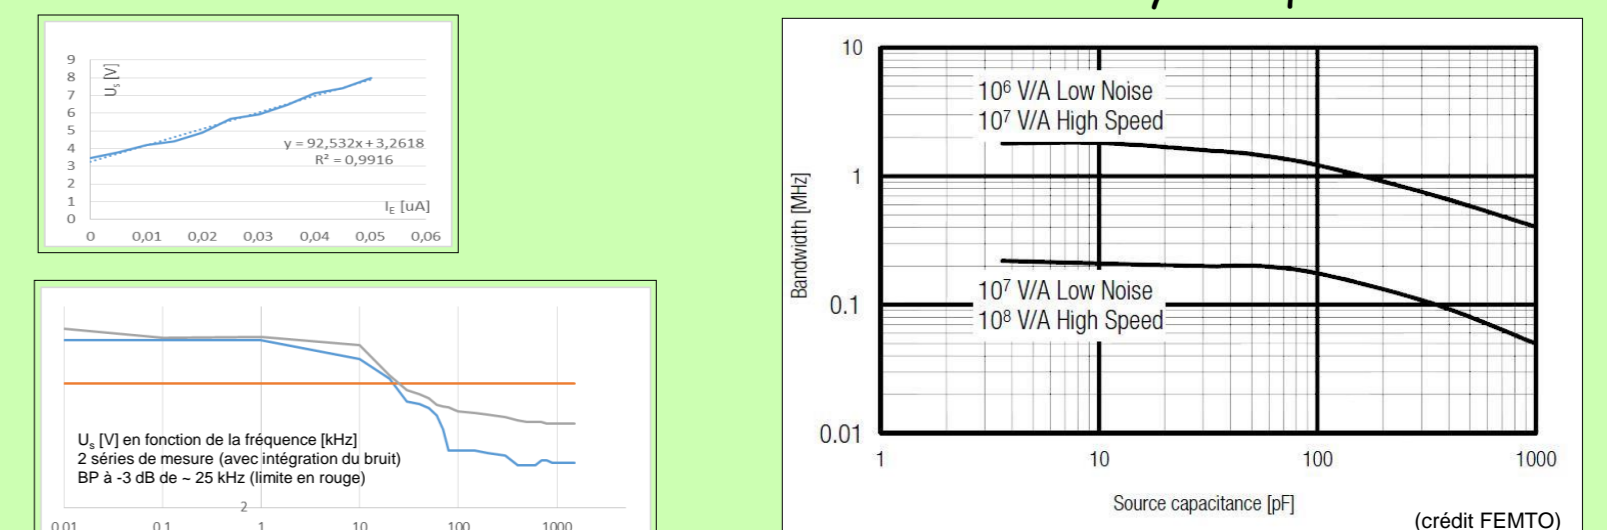 9
8
7
6
5
4
3
2
1
0
Us [V]
y = 92,532x + 3,2618
R² = 0,9916
IE [uA]
0 0,01 0,02 0,03 0,04 0,05 0,06
Us [V] en fonction de la fréquence [kHz]
2 séries de mesure (avec intégration du bruit)
BP à -3 dB de ~ 25 kHz (limite en rouge)
2
0.01 0.1 1 10 100 1000
10
1
0.1
0.01
Bandwidth [MHz]
10⁶ V/A Low Noise
10⁷ V/A High Speed
10⁷ V/A Low Noise
10⁸ V/A High Speed
1 10 100 1000
Source capacitance [pF]
(crédit FEMTO)